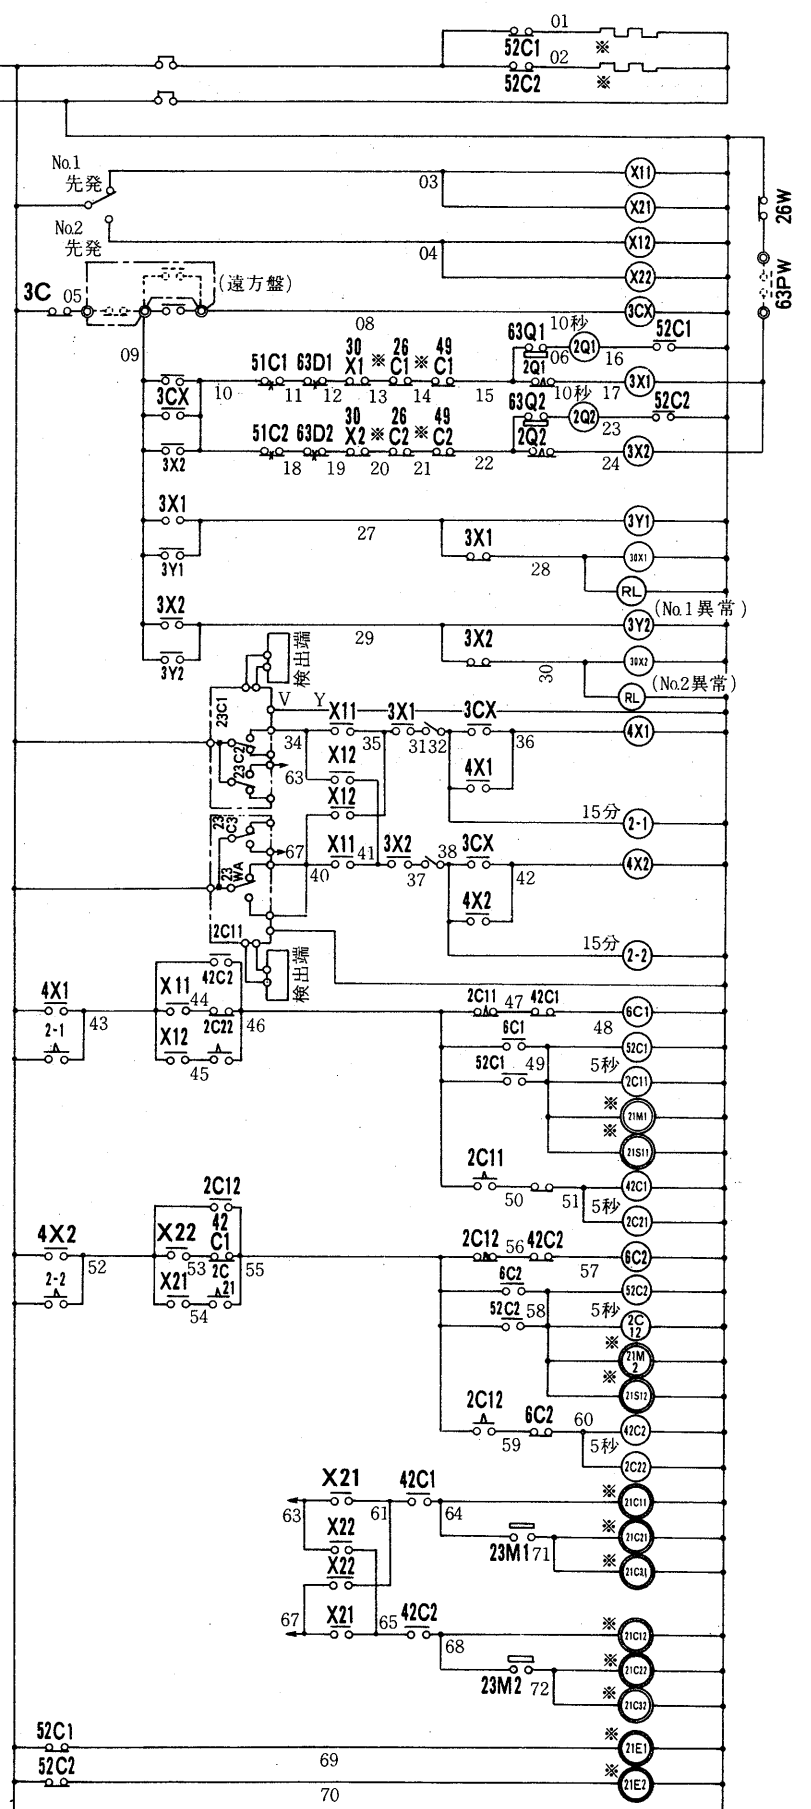 01
52C1
※
02
52C2
※
No.1
先発
03
X11
X21
26W
No.2
先発
04
X12
X22
63PW
3C
05
(遠方盤)
08
3CX
09
10秒
63Q1
06
2Q1
16
52C1
3CX
10
51C1
11
63D1
12
30
X1
※
13
26
C1
※
14
49
C1
15
2Q1
10秒
17
3X1
63Q2
2Q2
23
52C2
3X2
51C2
18
63D2
19
30
X2
※
20
26
C2
※
21
49
C2
22
2Q2
24
3X2
3X1
27
3Y1
3Y1
3X1
28
30X1
RL
(No.1異常)
3X2
29
3Y2
3Y2
3X2
30
30X2
RL
(No.2異常)
検出端
23C1
V
Y
34
X11
35
3X1
31
32
3CX
36
4X1
23C2
63
X12
4X1
X12
15分
2-1
23
C3
67
23
WA
40
X11
41
3X2
37
38
3CX
42
4X2
4X2
2C11
15分
2-2
検出端
42C2
4X1
43
X11
44
2C22
46
2C11
47
42C1
48
6C1
2-1
X12
45
6C1
52C1
52C1
49
5秒
2C11
※
21M1
※
21S11
2C11
50
51
42C1
5秒
2C21
2C12
4X2
52
X22
53
42
C1
55
2C12
56
42C2
57
6C2
2-2
X21
54
2C
21
6C2
52C2
52C2
58
5秒
2C
12
※
21M
2
※
21S12
2C12
59
6C2
60
42C2
5秒
2C22
63
X21
61
42C1
64
※
21C11
X22
23M1
71
※
21C21
X22
※
21C31
67
X21
65
42C2
68
※
21C12
23M2
72
※
21C22
※
21C32
52C1
69
※
21E1
52C2
70
※
21E2